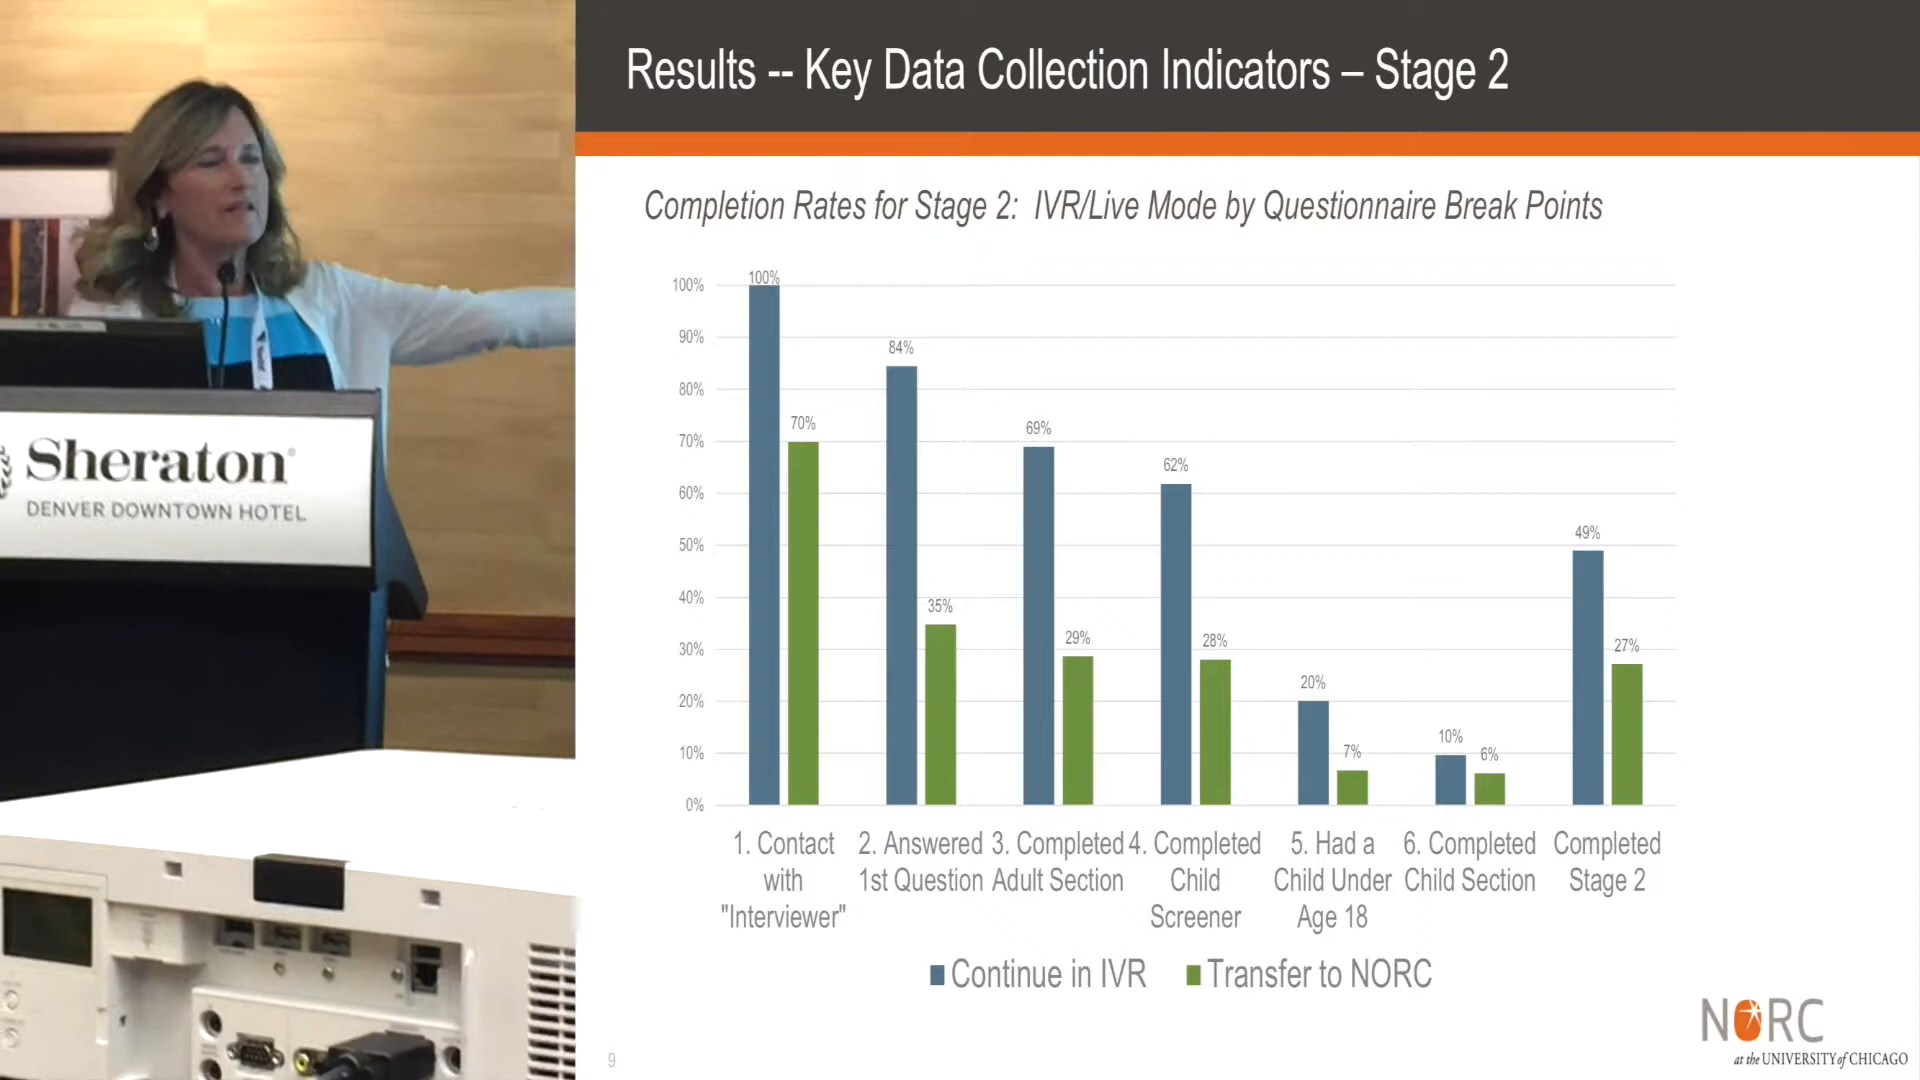 Results -- Key Data Collection Indicators – Stage 2
Completion Rates for Stage 2: IVR/Live Mode by Questionnaire Break Points
100%
90%
80%
70%
60%
50%
40%
30%
20%
10%
0%
100%
70%
84%
35%
69%
29%
62%
28%
20%
7%
10%
6%
49%
27%
1. Contact
with
"Interviewer"
2. Answered
1st Question
3. Completed
Adult Section
4. Completed
Child
Screener
5. Had a
Child Under
Age 18
6. Completed
Child Section
Completed
Stage 2
Continue in IVR
Transfer to NORC
9
NORC
at the UNIVERSITY of CHICAGO
Sheraton
DENVER DOWNTOWN HOTEL